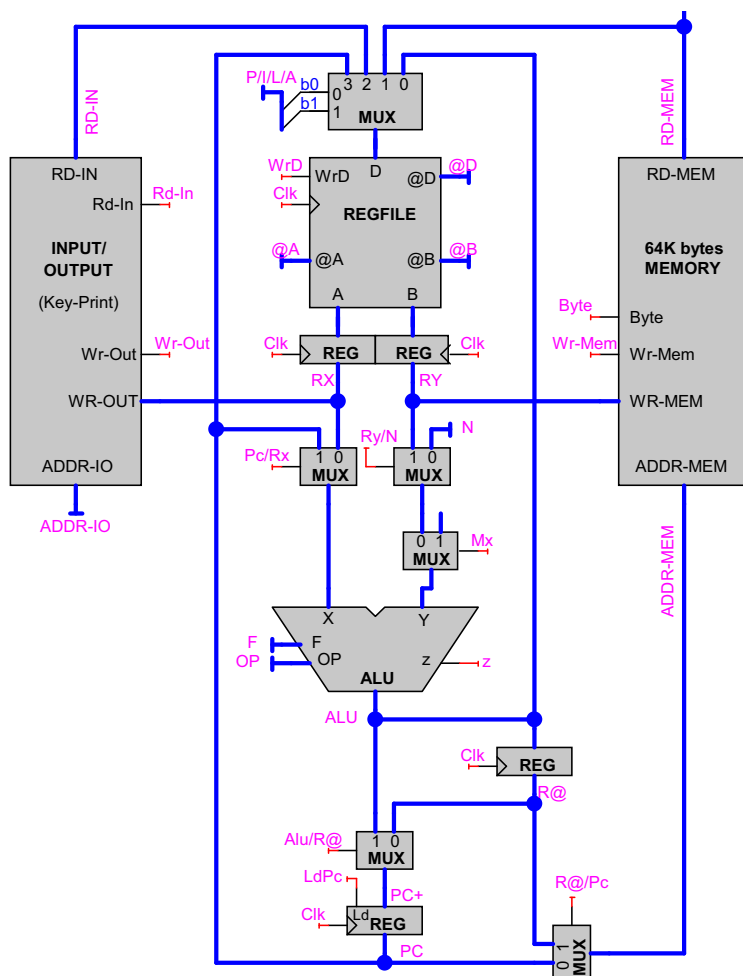 3 2 1 0
P/I/L/A
b0
0
b1
1
MUX
RD-IN
RD-MEM
RD-IN
Rd-In
Rd-In
INPUT/
OUTPUT
(Key-Print)
Wr-Out
Wr-Out
WR-OUT
ADDR-IO
ADDR-IO
WrD
WrD
D
@D
@D
Clk
REGFILE
@A
@A
@B
@B
A
B
RD-MEM
64K bytes
MEMORY
Byte
Byte
Wr-Mem
Wr-Mem
WR-MEM
ADDR-MEM
ADDR-MEM
Clk
REG
REG
Clk
RX
RY
Pc/Rx
1 0
MUX
Ry/N
1 0
MUX
N
0 1
MUX
Mx
X
Y
F
F
OP
OP
z
z
ALU
ALU
Clk
REG
R@
Alu/R@
1 0
MUX
LdPc
PC+
Clk
Ld
REG
PC
R@/Pc
0 1
MUX